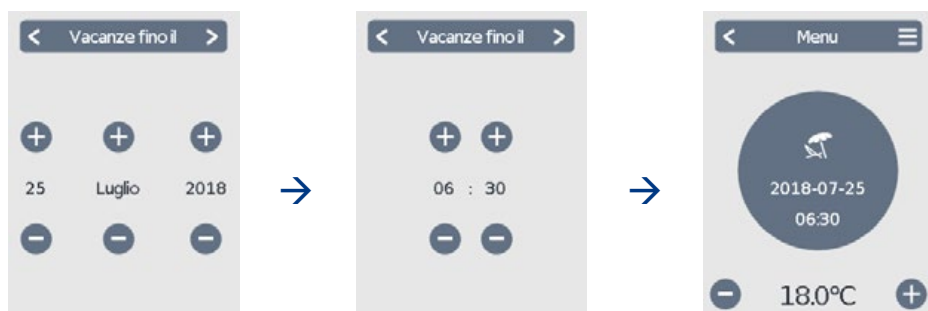 Vacanze fino il
25 Luglio 2018
Vacanze fino il
06 : 30
Menu
2018-07-25
06:30
18.0°C